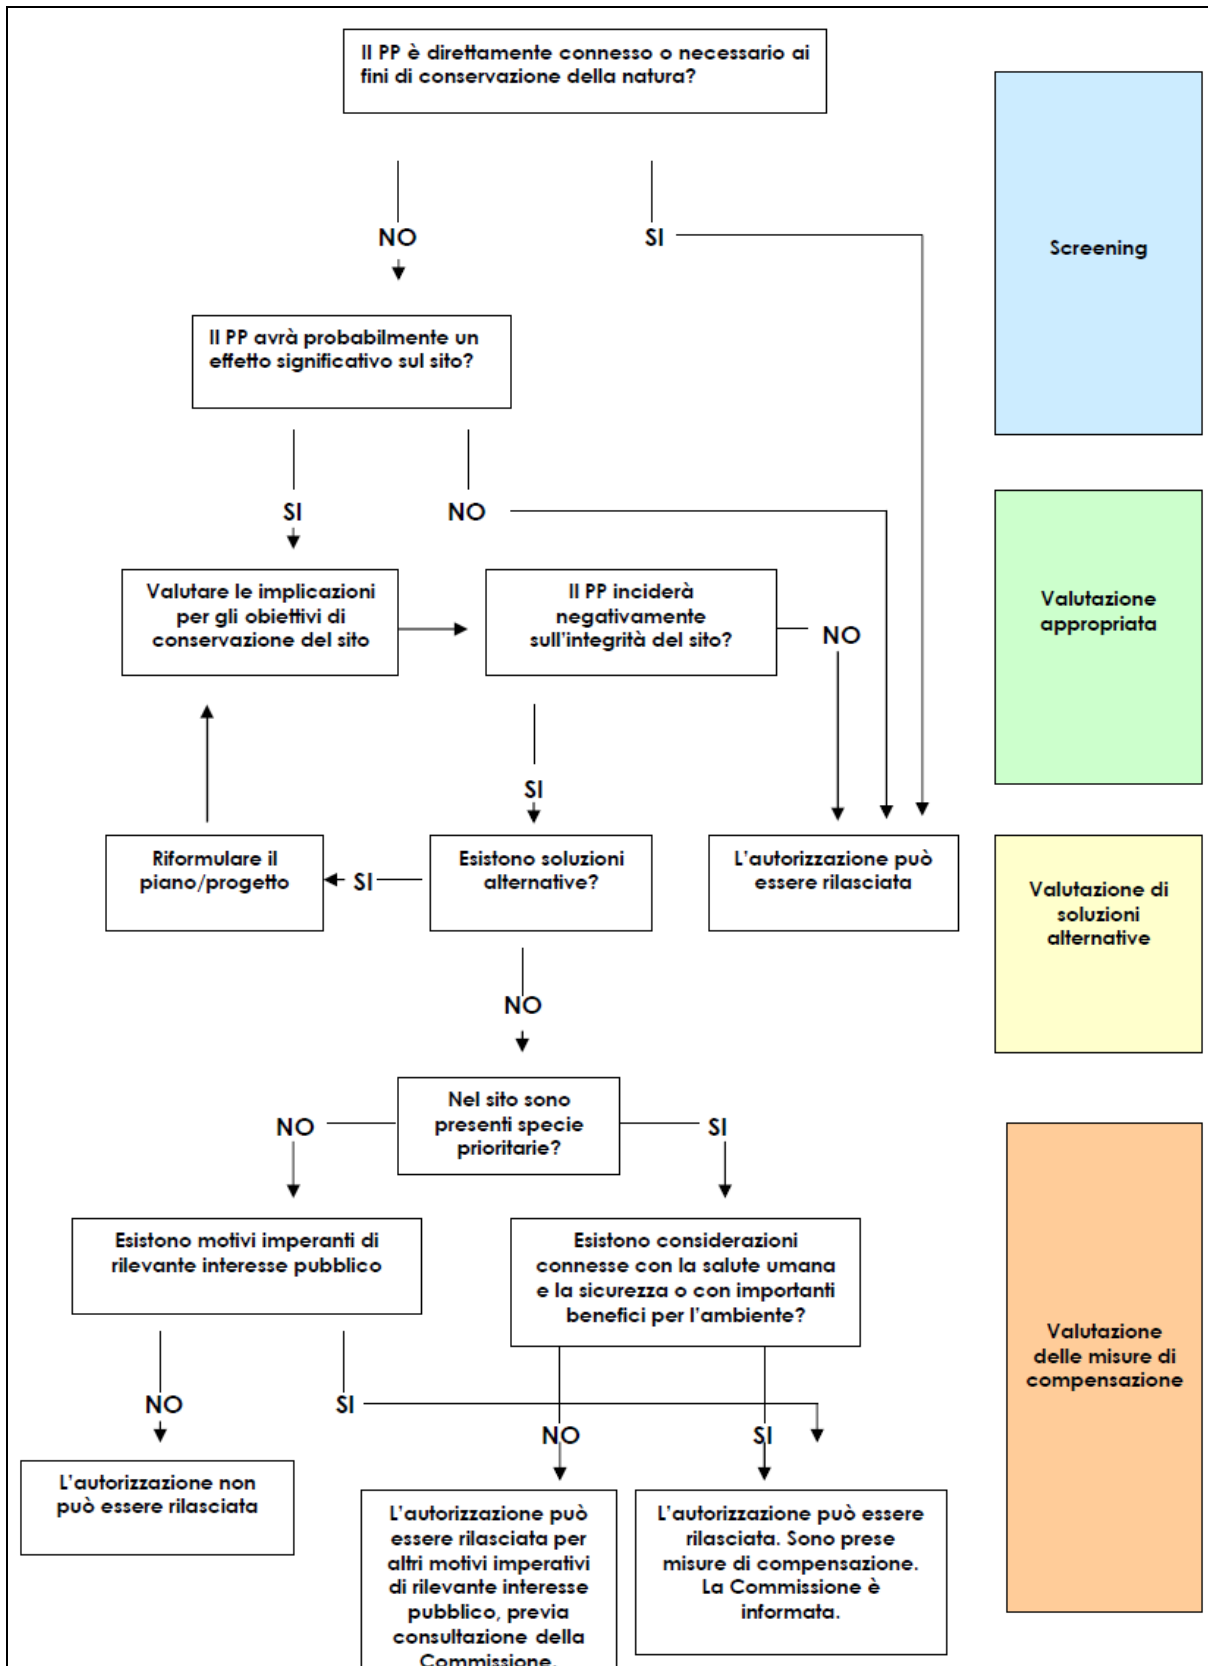 Il PP è direttamente connesso o necessario ai
fini di conservazione della natura?
Screening
NO
SI
Il PP avrà probabilmente un
effetto significativo sul sito?
SI
NO
Valutare le implicazioni
per gli obiettivi di
conservazione del sito
Il PP inciderà
negativamente
sull'integrità del sito?
NO
Valutazione
appropriata
SI
Riformulare il
piano/progetto
SI
Esistono soluzioni
alternative?
L'autorizzazione può
essere rilasciata
Valutazione di
soluzioni
alternative
NO
Nel sito sono
presenti specie
prioritarie?
NO
SI
Esistono motivi imperanti di
rilevante interesse pubblico
Esistono considerazioni
connesse con la salute umana
e la sicurezza o con importanti
benefici per l'ambiente?
Valutazione
delle misure di
compensazione
NO
SI
NO
SI
L'autorizzazione non
può essere rilasciata
L'autorizzazione può
essere rilasciata per
altri motivi imperativi
di rilevante interesse
pubblico, previa
consultazione della
Commissione.
L'autorizzazione può essere
rilasciata. Sono prese
misure di compensazione.
La Commissione è
informata.